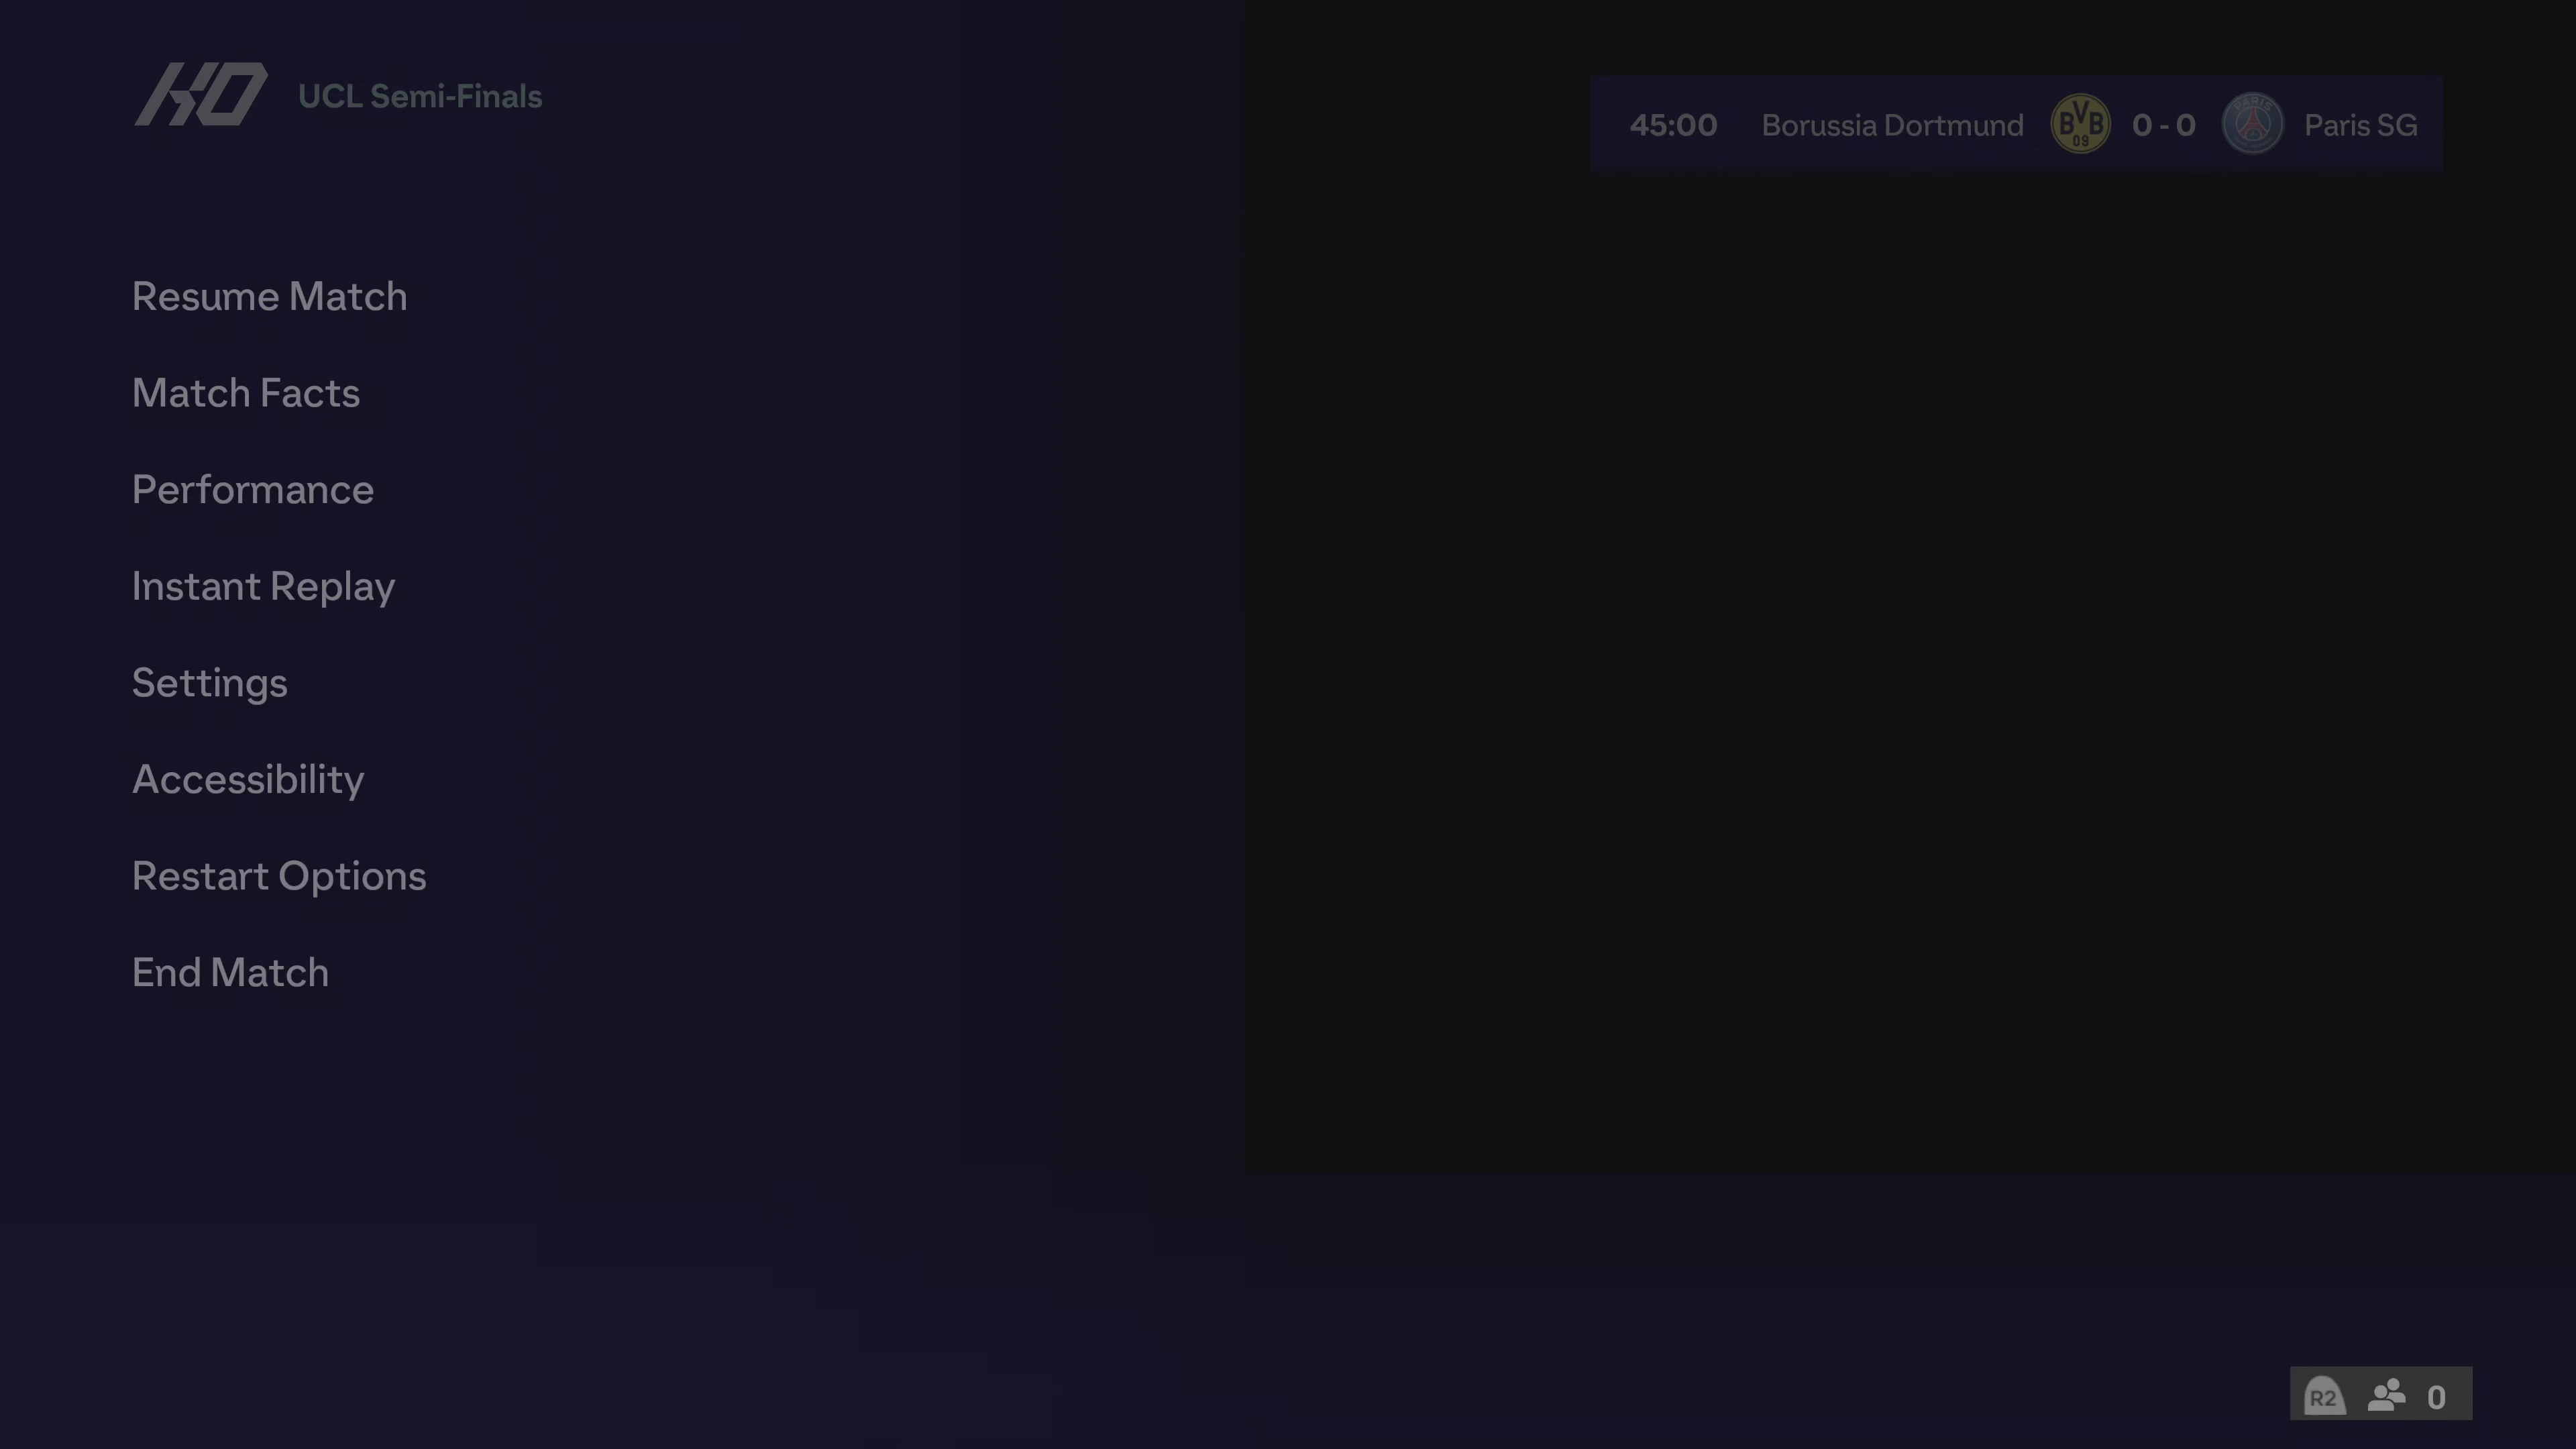 KO UCL Semi-Finals
45:00 Borussia Dortmund BVB 09 0 - 0 PARIS Paris SG
Resume Match
Match Facts
Performance
Instant Replay
Settings
Accessibility
Restart Options
End Match
R2 0